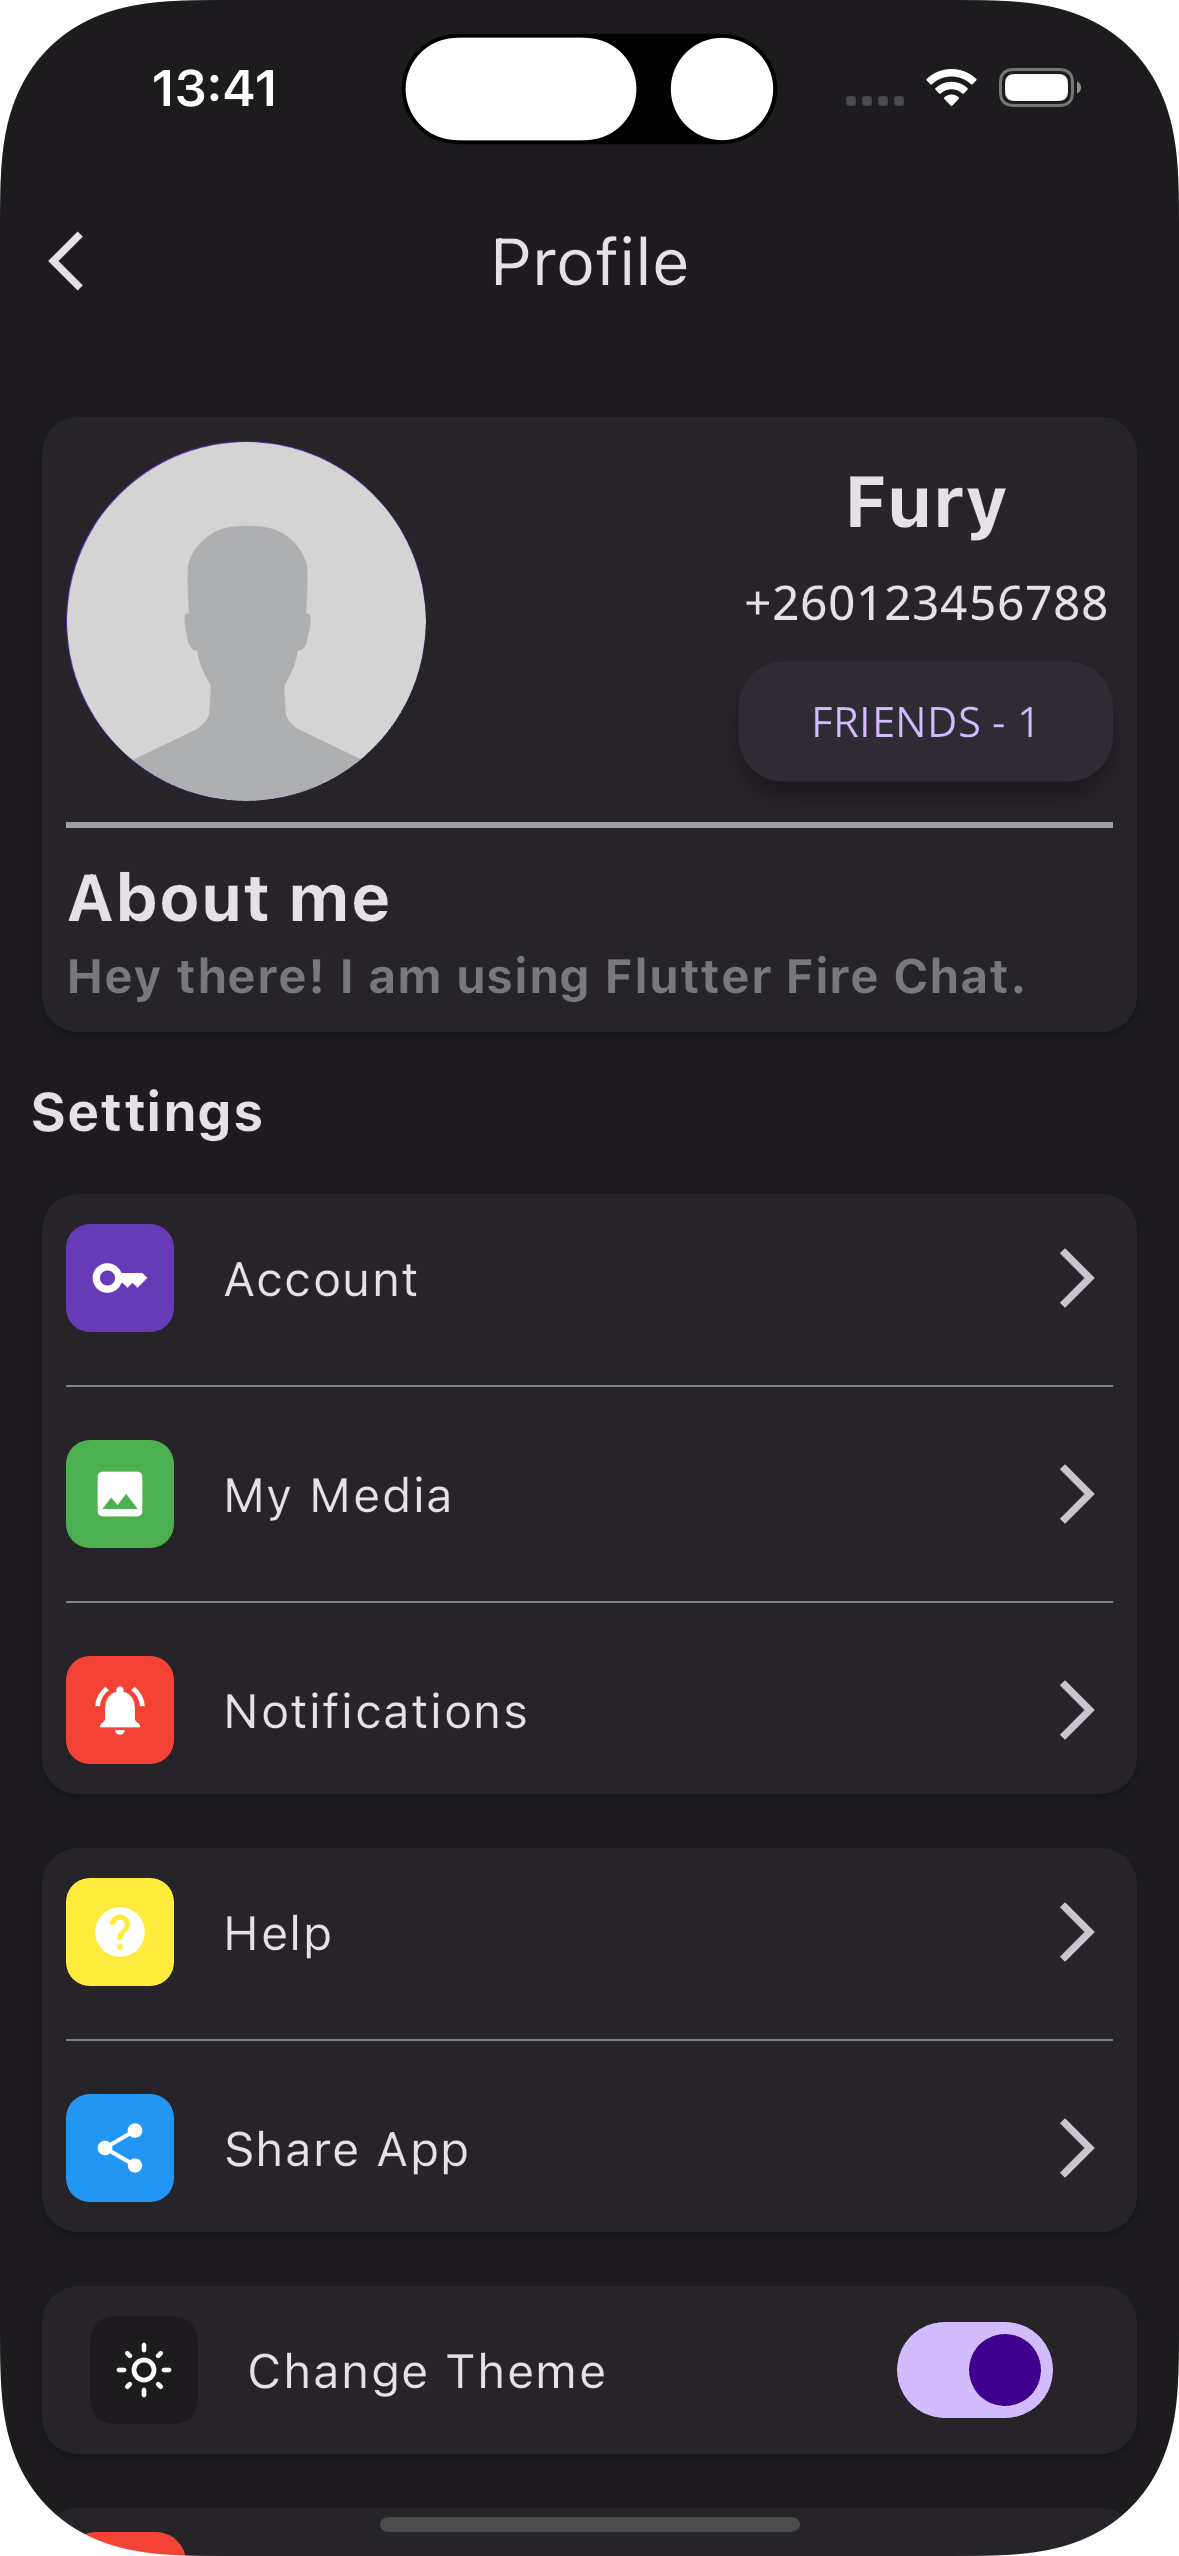 13:41
Profile
Fury
+260123456788
FRIENDS - 1
About me
Hey there! I am using Flutter Fire Chat.
Settings
Account
My Media
Notifications
Help
Share App
Change Theme